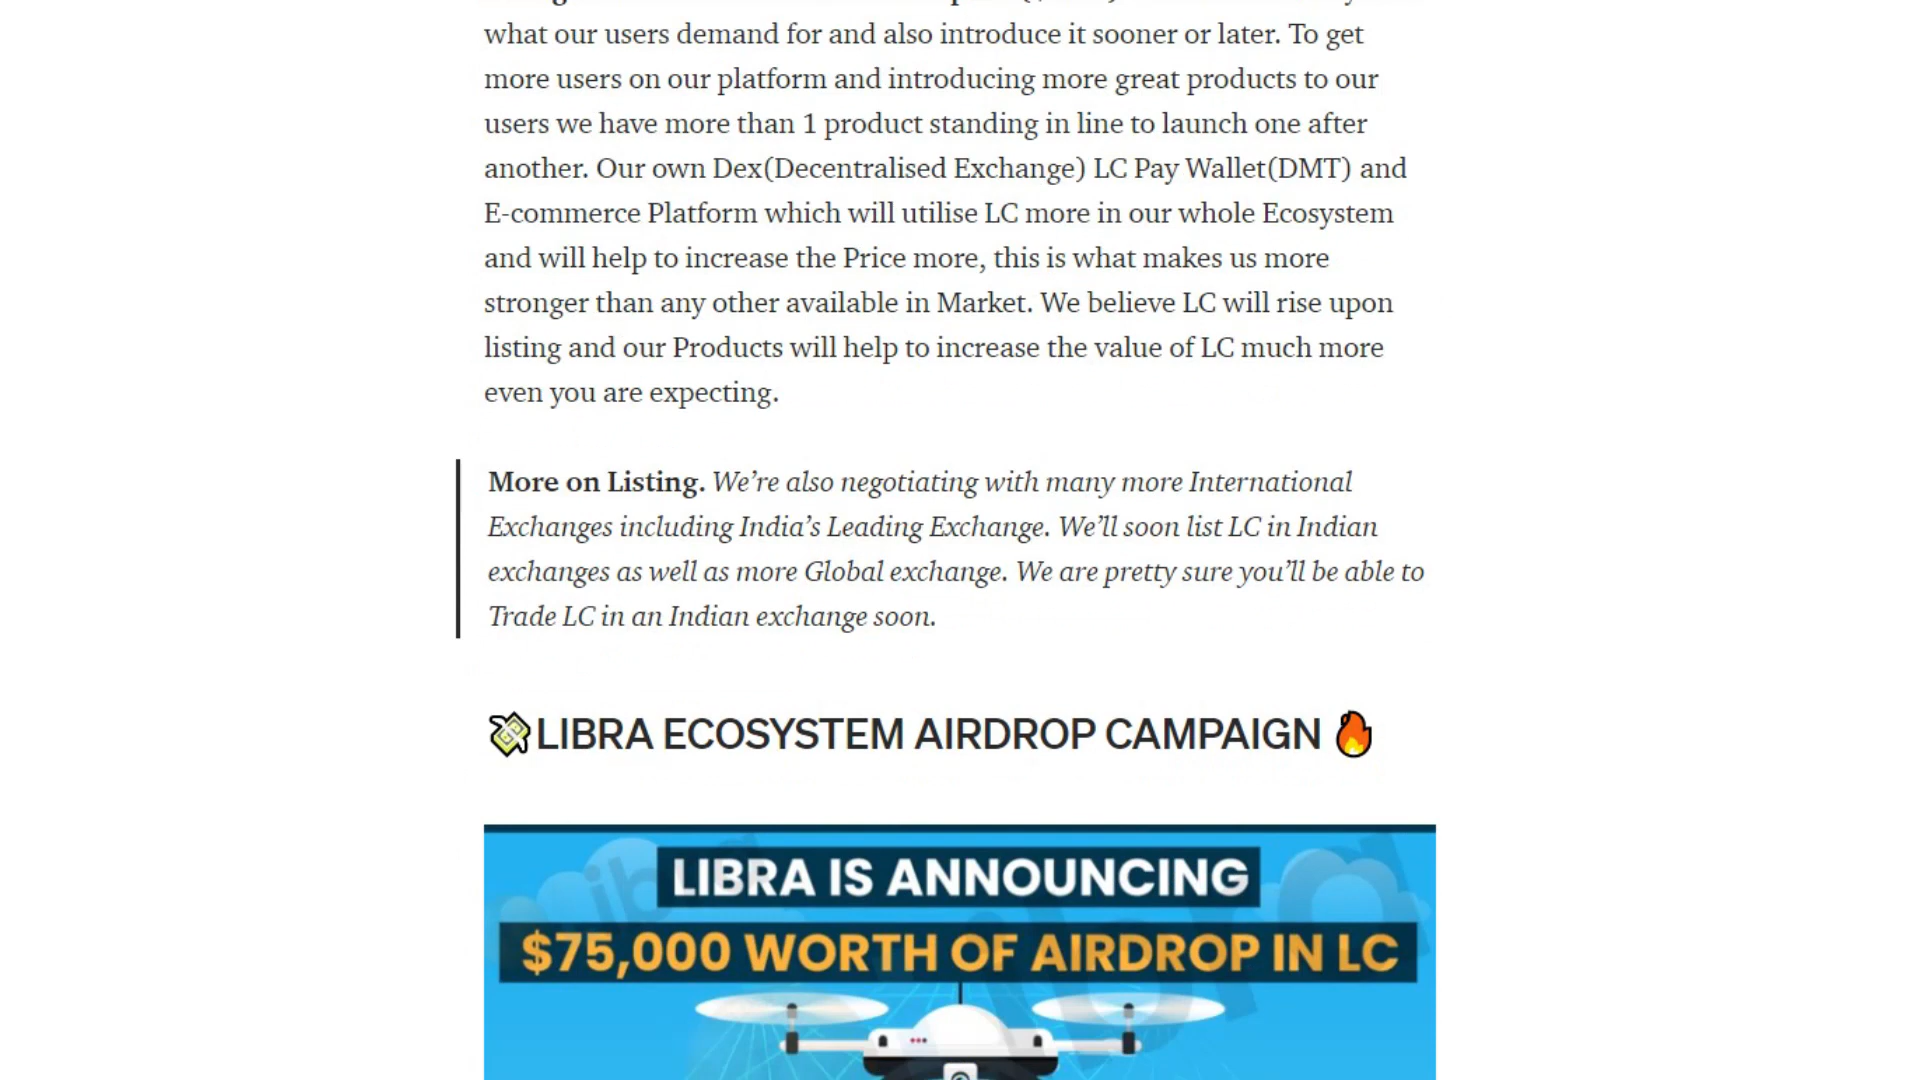 what our users demand for and also introduce it sooner or later. To get
more users on our platform and introducing more great products to our
users we have more than 1 product standing in line to launch one after
another. Our own Dex(Decentralised Exchange) LC Pay Wallet(DMT) and
E-commerce Platform which will utilise LC more in our whole Ecosystem
and will help to increase the Price more, this is what makes us more
stronger than any other available in Market. We believe LC will rise upon
listing and our Products will help to increase the value of LC much more
even you are expecting.
More on Listing. We’re also negotiating with many more International
Exchanges including India’s Leading Exchange. We’ll soon list LC in Indian
exchanges as well as more Global exchange. We are pretty sure you’ll be able to
Trade LC in an Indian exchange soon.
💸LIBRA ECOSYSTEM AIRDROP CAMPAIGN 🔥
LIBRA IS ANNOUNCING
$75,000 WORTH OF AIRDROP IN LC